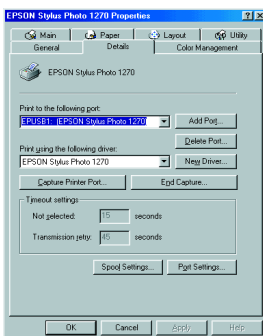 EPSON Stylus Photo 1270 Properties
Main Paper Layout Utility
General Details Color Management
EPSON Stylus Photo 1270
Print to the following port:
EPUSB1: (EPSON Stylus Photo 1270)
Add Port...
Delete Port...
Print using the following driver:
EPSON Stylus Photo 1270
New Driver...
Capture Printer Port... End Capture...
Timeout settings
Not selected: 15 seconds
Transmission retry: 45 seconds
Spool Settings... Port Settings...
OK Cancel Apply Help